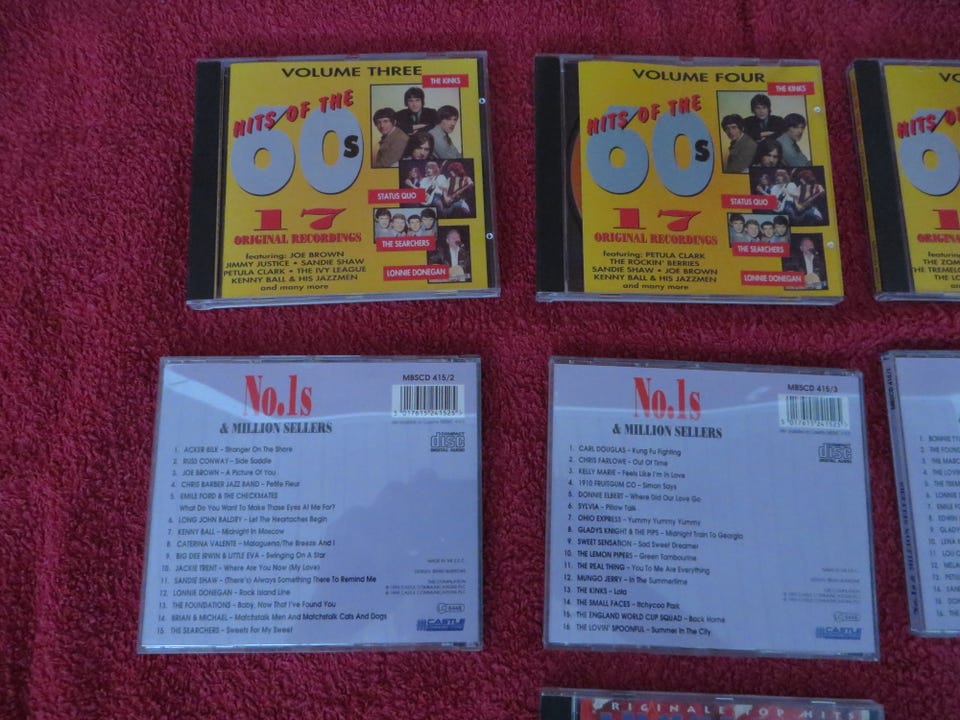 VOLUME THREE
HITS OF THE
60s
17
ORIGINAL RECORDINGS
featuring: JOE BROWN
JIMMY JUSTICE • SANDIE SHAW
PETULA CLARK • THE IVY LEAGUE
KENNY BALL & HIS JAZZMEN
and many more
THE KINKS
STATUS QUO
THE SEARCHERS
LONNIE DONEGAN
VOLUME FOUR
HITS OF THE
60s
17
ORIGINAL RECORDINGS
featuring: PETULA CLARK
THE ROCKIN' BERRIES
SANDIE SHAW • JOE BROWN
KENNY BALL & HIS JAZZMEN
and many more
THE KINKS
STATUS QUO
THE SEARCHERS
LONNIE DONEGAN
No.1s
& MILLION SELLERS
MBSCD 415/2
3 017615 241525
COMPACT
disc
DIGITAL AUDIO
1. ACKER BILK – Stranger On The Shore
2. RUSS CONWAY – Side Saddle
3. JOE BROWN – A Picture Of You
4. CHRIS BARBER JAZZ BAND – Petite Fleur
5. EMILE FORD & THE CHECKMATES
What Do You Want To Make Those Eyes At Me For?
6. LONG JOHN BALDRY – Let The Heartaches Begin
7. KENNY BALL – Midnight In Moscow
8. CATERINA VALENTE – Malaguena/The Breeze And I
9. BIG DEE IRWIN & LITTLE EVA – Swinging On A Star
10. JACKIE TRENT – Where Are You Now (My Love)
11. SANDIE SHAW – (There's) Always Something There To Remind Me
12. LONNIE DONEGAN – Rock Island Line
13. THE FOUNDATIONS – Baby, Now That I've Found You
14. BRIAN & MICHAEL – Matchstalk Men And Matchstalk Cats And Dogs
15. THE SEARCHERS – Sweets For My Sweet
CASTLE
No.1s
& MILLION SELLERS
MBSCD 415/3
3 017615 241525
disc
DIGITAL AUDIO
1. CARL DOUGLAS – Kung Fu Fighting
2. CHRIS FARLOWE – Out Of Time
3. KELLY MARIE – Feels Like I'm In Love
4. 1910 FRUITGUM CO – Simon Says
5. DONNIE ELBERT – Where Did Our Love Go
6. SYLVIA – Pillow Talk
7. OHIO EXPRESS – Yummy Yummy Yummy
8. GLADYS KNIGHT & THE PIPS – Midnight Train To Georgia
9. SWEET SENSATION – Sad Sweet Dreamer
10. THE LEMON PIPERS – Green Tambourine
11. THE REAL THING – You To Me Are Everything
12. MUNGO JERRY – In The Summertime
13. THE KINKS – Lola
14. THE SMALL FACES – Itchycoo Park
15. THE ENGLAND WORLD CUP SQUAD – Back Home
16. THE LOVIN' SPOONFUL – Summer In The City
CASTLE
ORIGINALE TOP HITS